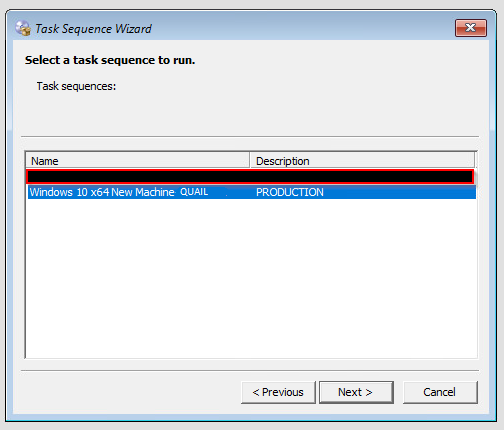 Task Sequence Wizard
Select a task sequence to run.
Task sequences:
Name Description
Windows 10 x64 New Machine QUAIL PRODUCTION
< Previous Next > Cancel